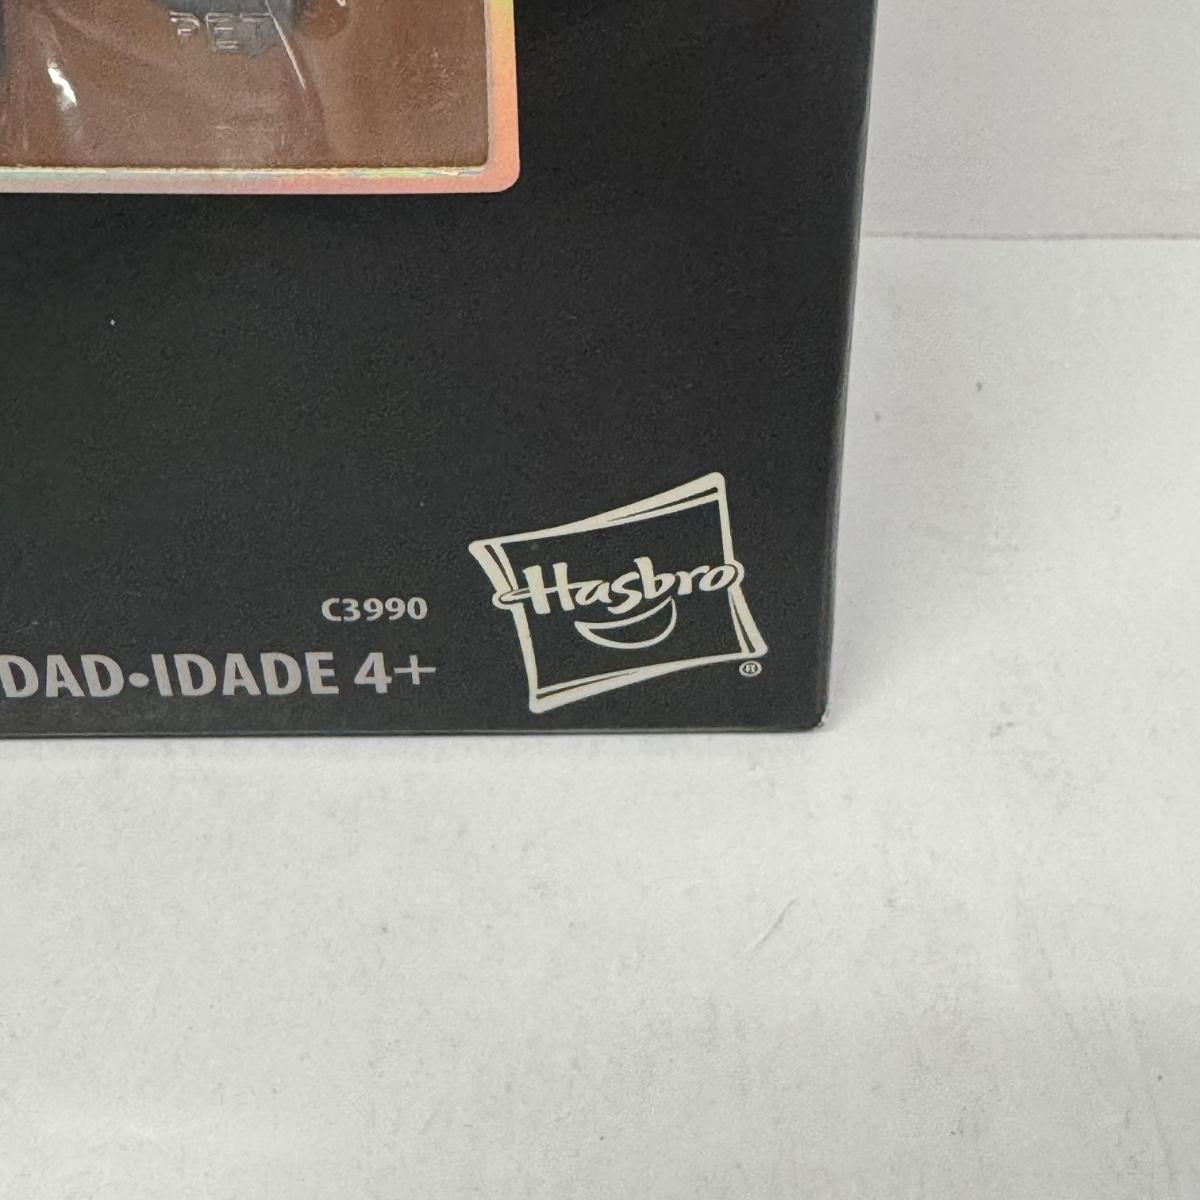 PET
C3990
DAD•IDADE 4+
Hasbro
®